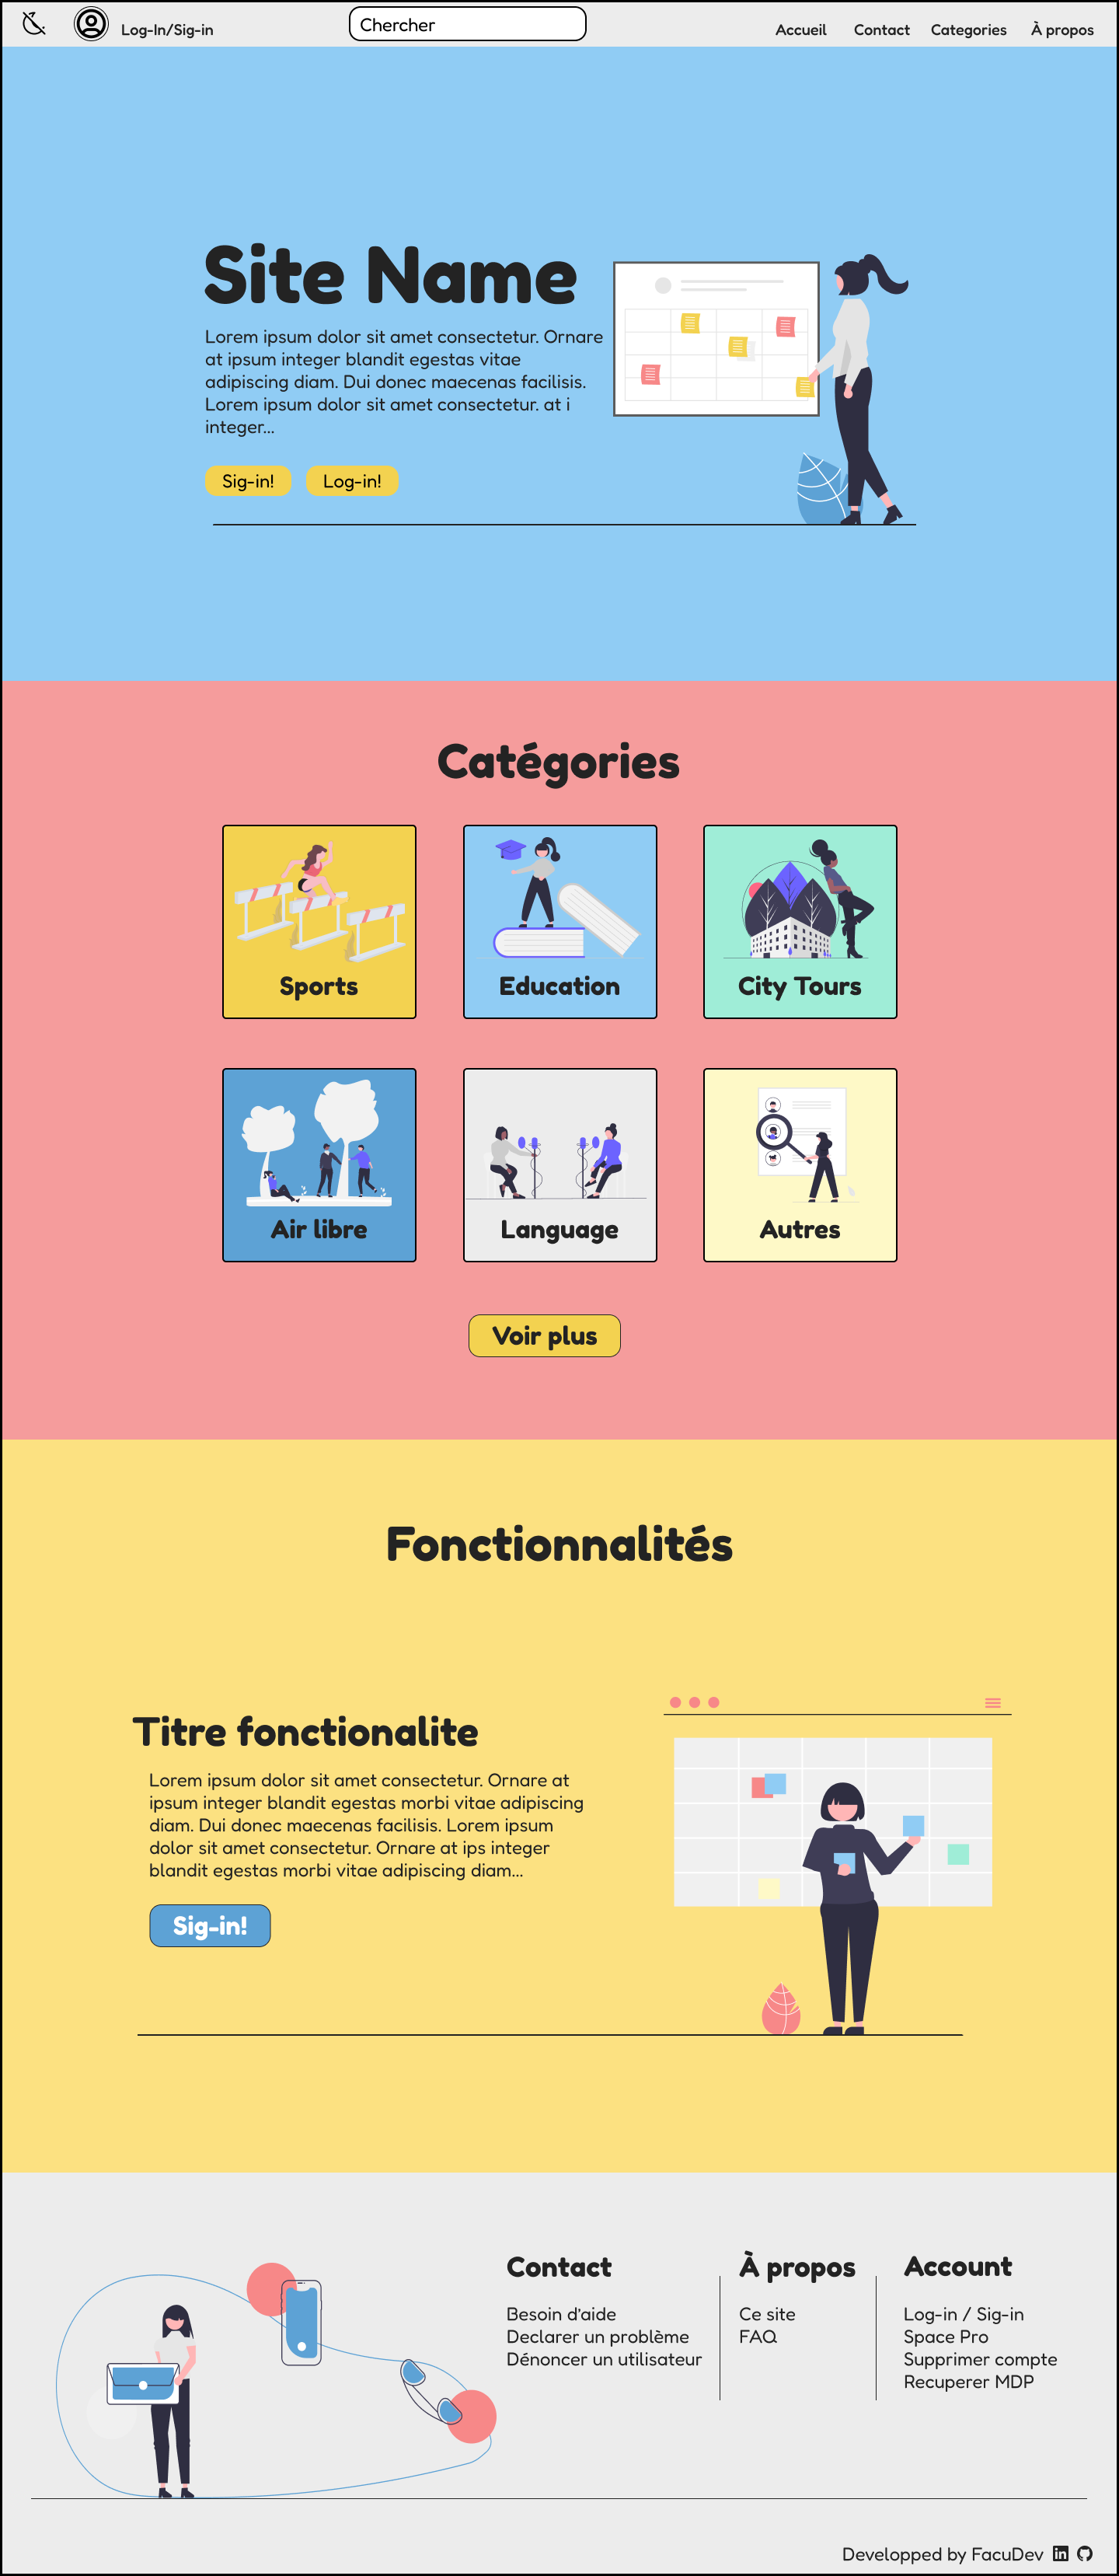 Log-In/Sig-in
Chercher
Accueil
Contact
Categories
À propos
Site Name
Lorem ipsum dolor sit amet consectetur. Ornare
at ipsum integer blandit egestas vitae
adipiscing diam. Dui donec maecenas facilisis.
Lorem ipsum dolor sit amet consectetur. at i
integer...
Sig-in!
Log-in!
Catégories
Sports
Education
City Tours
Air libre
Language
Autres
Voir plus
Fonctionnalités
Titre fonctionalite
Lorem ipsum dolor sit amet consectetur. Ornare at
ipsum integer blandit egestas morbi vitae adipiscing
diam. Dui donec maecenas facilisis. Lorem ipsum
dolor sit amet consectetur. Ornare at ips integer
blandit egestas morbi vitae adipiscing diam...
Sig-in!
Contact
Besoin d'aide
Declarer un problème
Dénoncer un utilisateur
À propos
Ce site
FAQ
Account
Log-in / Sig-in
Space Pro
Supprimer compte
Recuperer MDP
Developped by FacuDev
in